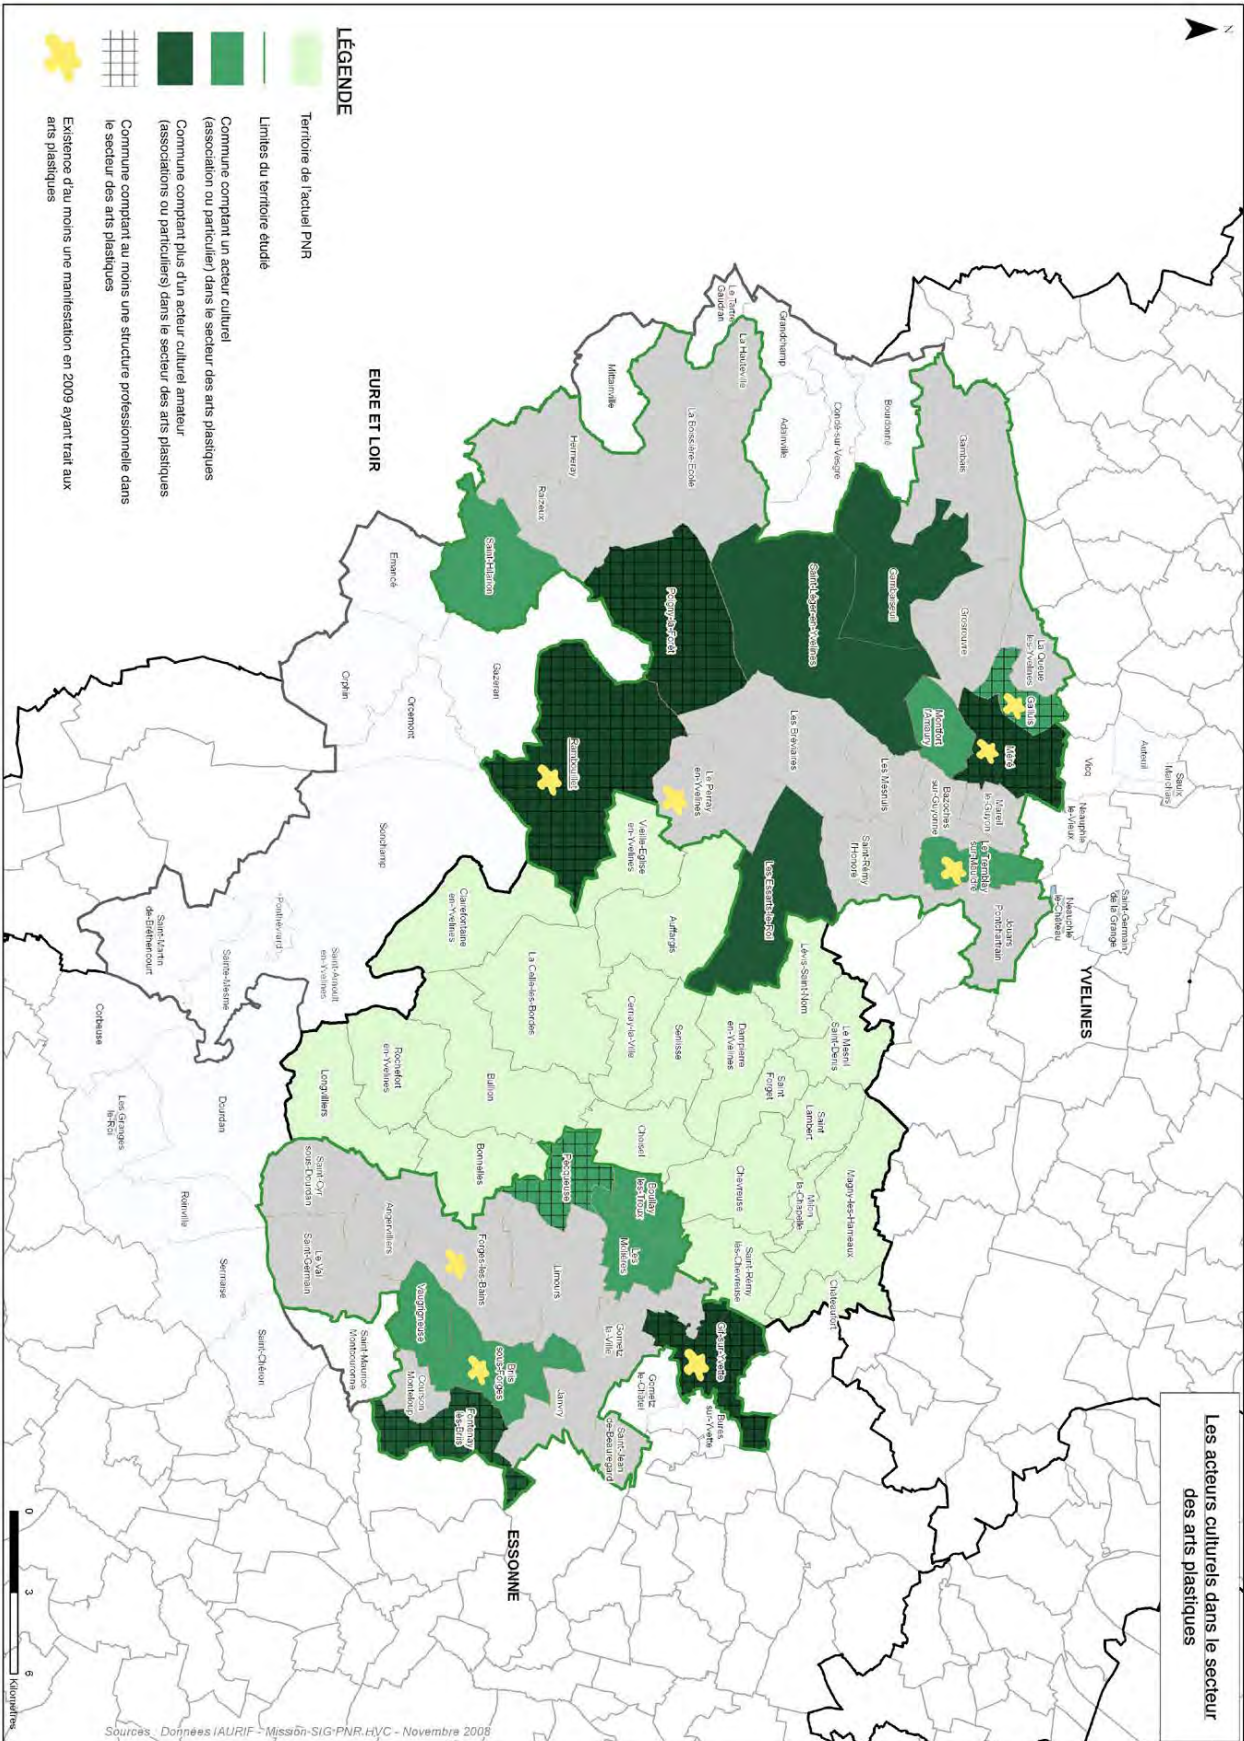 Les acteurs culturels dans le secteur
des arts plastiques
N
YVELINES
ESSONNE
EURE ET LOIR
Saulx
Marchais
Auteuil
Vicq
Neauphle
le-Vieux
Saint-Germain
de la Grange
Neauphle
le-Château
Jouars
Pontchartrain
La Queue
les-Yvelines
Galluis
Méré
Mareil
le-Guyon
Le Tremblay
sur-Mauldre
Bazoches
sur-Guyonne
Montfort
l'Amaury
Grosrouvre
Gambais
Gambaiseuil
Bourdonné
Condé-sur-Vesgre
Grandchamp
Adainville
Le Tartre
Gaudran
La Hauteville
La Boissière-Ecole
Mittainville
Hermeray
Raizeux
Saint-Hilarion
Emancé
Orphin
Orcemont
Gazeran
Rambouillet
Poigny-la-Forêt
Saint-Léger-en-Yvelines
Les Bréviaires
Les Mesnuls
Saint-Rémy
l'Honoré
Le Perray
en-Yvelines
Les Essarts-le-Roi
Vieille-Eglise
en-Yvelines
Auffargis
Lévis-Saint-Nom
Le Mesnil
Saint-Denis
Dampierre
en-Yvelines
Senlisse
Cernay-la-Ville
La Celle-les-Bordes
Clairefontaine
en-Yvelines
Sonchamp
Ponthévrard
Saint-Arnoult
en-Yvelines
Sainte-Mesme
Saint-Martin
de-Bréthencourt
Corbeuse
Les Granges
le-Roi
Dourdan
Roinville
Sermaise
Saint-Chéron
Rochefort
en-Yvelines
Longvilliers
Bullion
Bonnelles
Choisel
Saint
Forget
Saint
Lambert
Milon
la-Chapelle
Magny-les-Hameaux
Chevreuse
Saint-Rémy
lès-Chevreuse
Châteaufort
Pecqueuse
Boullay
les-Troux
Les
Molières
Limours
Forges-les-Bains
Angervilliers
Saint-Cyr
sous-Dourdan
Le Val
Saint-Germain
Saint-Maurice
Montcouronne
Vaugrigneuse
Courson
Monteloup
Fontenay
lès-Briis
Briis
sous-Forges
Janvry
Gometz
la-Ville
Gometz
le-Châtel
Gif-sur-Yvette
Bures
sur-Yvette
Saint-Jean
de-Beauregard
LÉGENDE
Territoire de l'actuel PNR
Limites du territoire étudié
Commune comptant un acteur culturel
(association ou particulier) dans le secteur des arts plastiques
Commune comptant plus d'un acteur culturel amateur
(associations ou particuliers) dans le secteur des arts plastiques
Commune comptant au moins une structure professionnelle dans
le secteur des arts plastiques
Existence d'au moins une manifestation en 2009 ayant trait aux
arts plastiques
0 3 6
Kilomètres
Sources : Données IAURIF - Mission-SIG-PNR.HVC - Novembre 2008